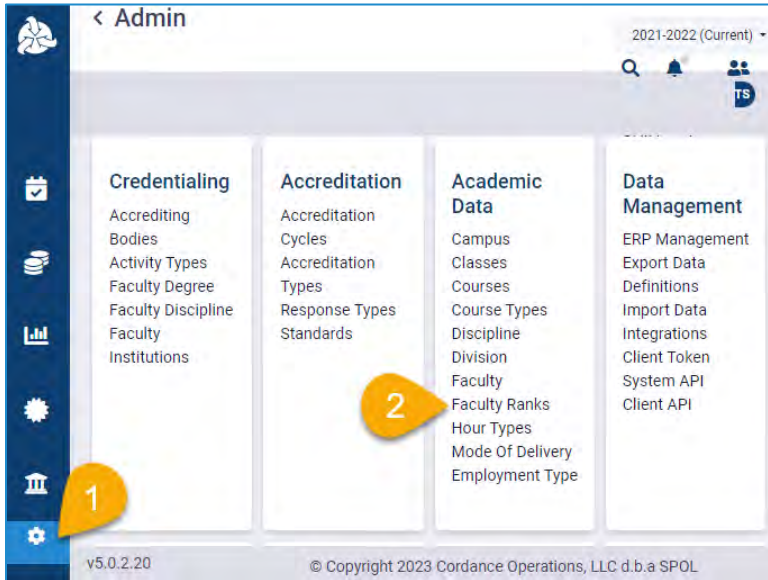 < Admin
2021-2022 (Current)
TS
Credentialing
Accrediting
Bodies
Activity Types
Faculty Degree
Faculty Discipline
Faculty
Institutions
Accreditation
Accreditation
Cycles
Accreditation
Types
Response Types
Standards
Academic
Data
Campus
Classes
Courses
Course Types
Discipline
Division
Faculty
Faculty Ranks
Hour Types
Mode Of Delivery
Employment Type
Data
Management
ERP Management
Export Data
Definitions
Import Data
Integrations
Client Token
System API
Client API
2
1
v5.0.2.20
© Copyright 2023 Cordance Operations, LLC d.b.a SPOL